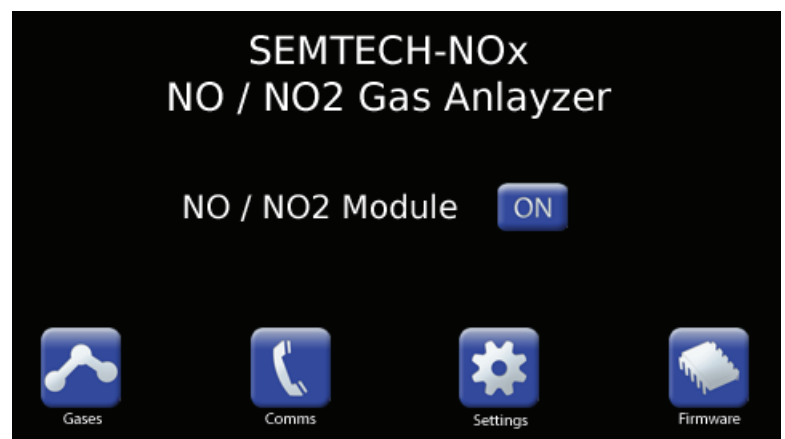 SEMTECH-NOx
NO / NO2 Gas Anlayzer
NO / NO2 Module ON
Gases Comms Settings Firmware